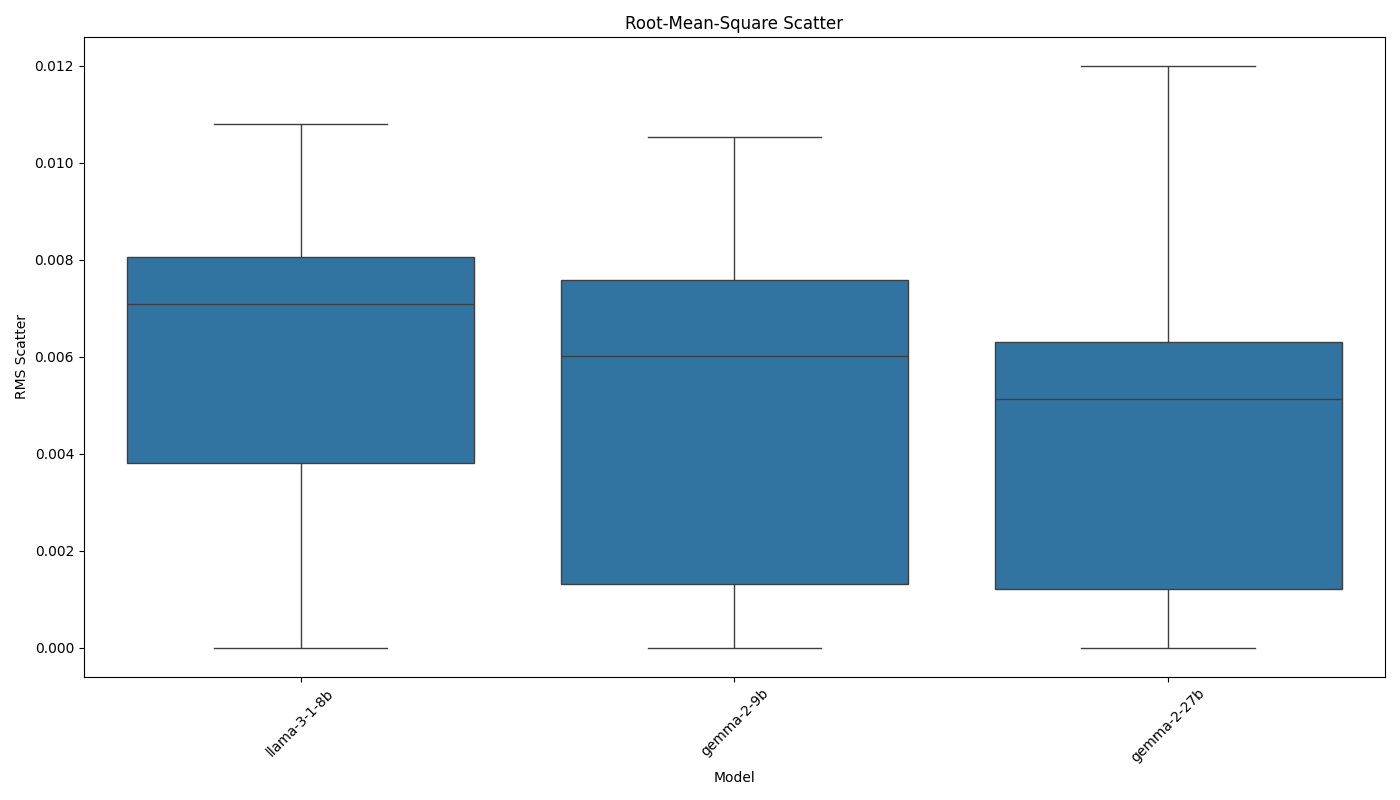 Root-Mean-Square Scatter
0.012
0.010
0.008
0.006
0.004
0.002
0.000
RMS Scatter
llama-3-1-8b
gemma-2-9b
gemma-2-27b
Model